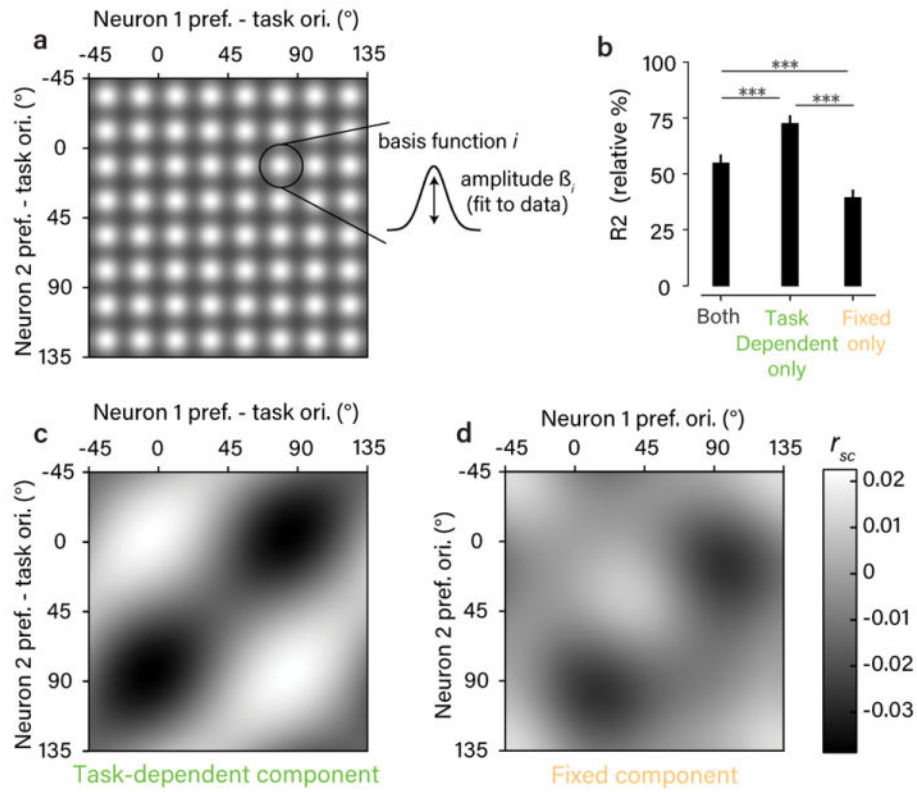 Neuron 1 pref. - task ori. (°)
a
-45 0 45 90 135
Neuron 2 pref. - task ori. (°)
-45
0
45
90
135
basis function i
amplitude ß_i
(fit to data)
b
R2 (relative %)
100
75
50
25
0
***
*** ***
Both
Task
Dependent
only
Fixed
only
Neuron 1 pref. - task ori. (°)
c
-45 0 45 90 135
Neuron 2 pref. - task ori. (°)
-45
0
45
90
135
Task-dependent component
Neuron 1 pref. ori. (°)
d
-45 0 45 90 135
Neuron 2 pref. ori. (°)
-45
0
45
90
135
Fixed component
r_sc
0.02
0.01
0
-0.01
-0.02
-0.03